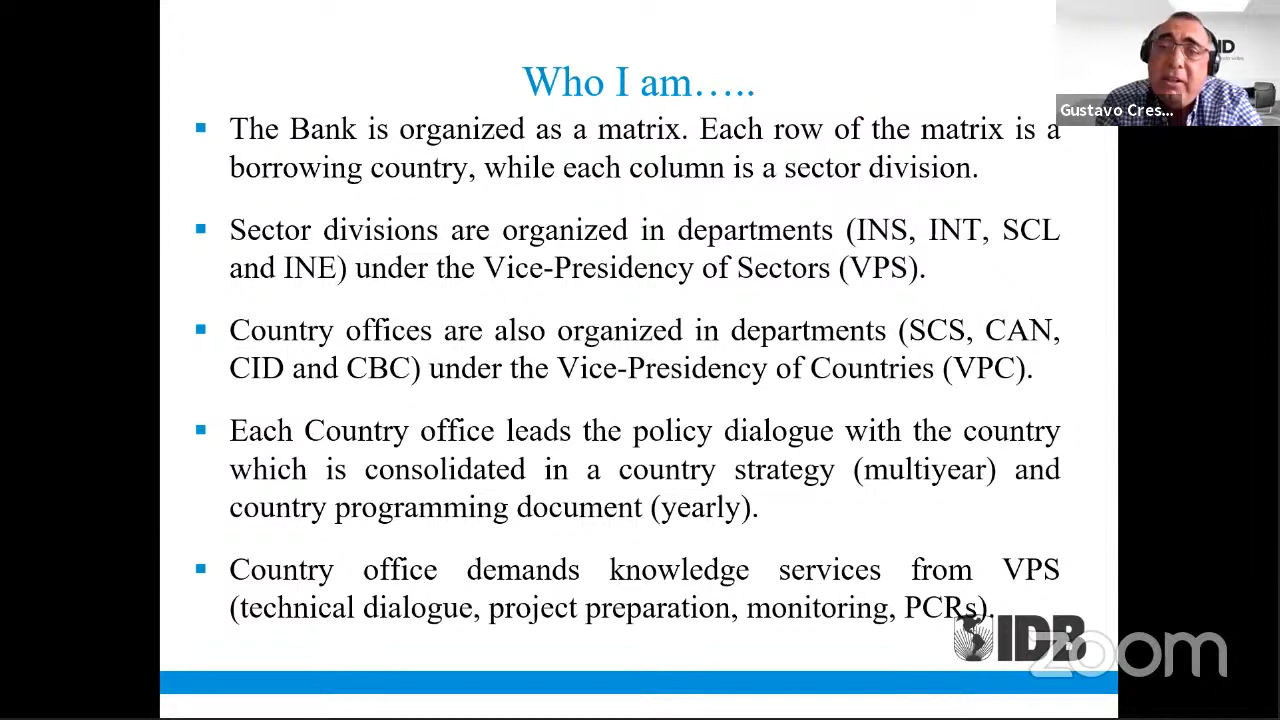 Who I am…..
The Bank is organized as a matrix. Each row of the matrix is a
borrowing country, while each column is a sector division.
Sector divisions are organized in departments (INS, INT, SCL
and INE) under the Vice-Presidency of Sectors (VPS).
Country offices are also organized in departments (SCS, CAN,
CID and CBC) under the Vice-Presidency of Countries (VPC).
Each Country office leads the policy dialogue with the country
which is consolidated in a country strategy (multiyear) and
country programming document (yearly).
Country office demands knowledge services from VPS
(technical dialogue, project preparation, monitoring, PCRs).
IDB
zoom
ID
Gustavo Cres...